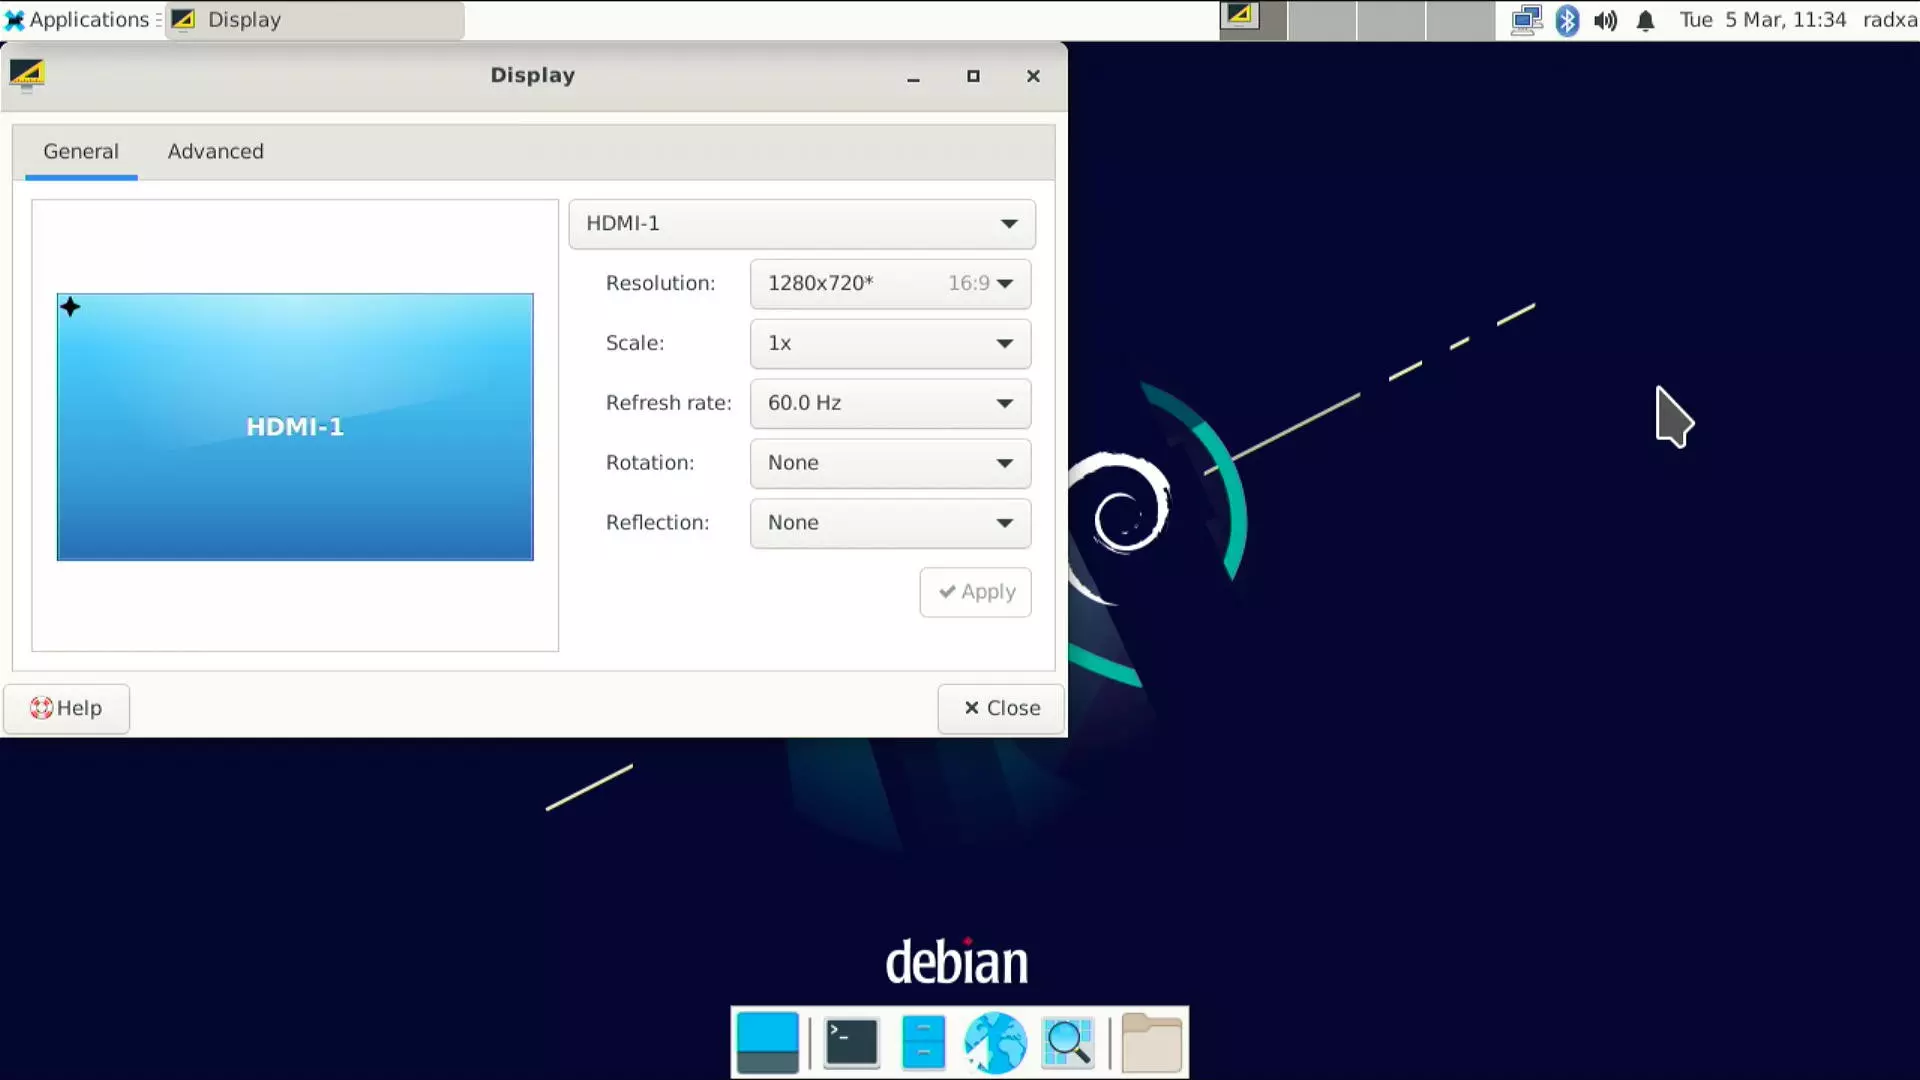 Applications
Display
Tue 5 Mar, 11:34
radxa
Display
General
Advanced
HDMI-1
HDMI-1
Resolution:
1280x720*
16:9
Scale:
1x
Refresh rate:
60.0 Hz
Rotation:
None
Reflection:
None
Apply
Help
Close
debian
>_